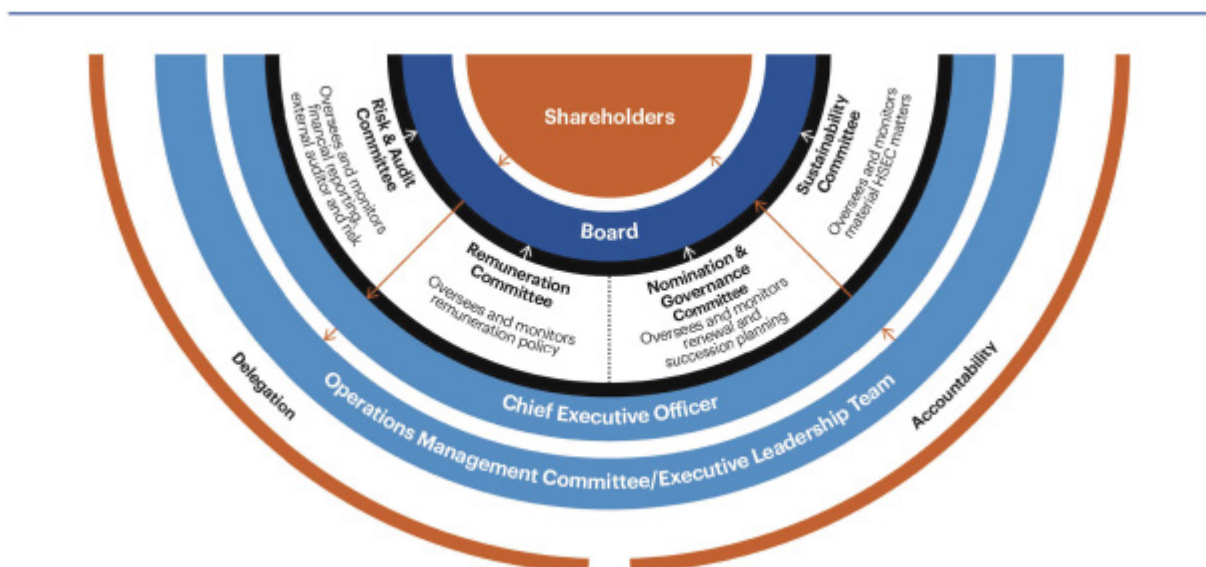 Shareholders
Board
Risk & Audit
Committee
Oversees and monitors
financial reporting,
external auditor and risk
Remuneration
Committee
Oversees and monitors
remuneration policy
Nomination &
Governance
Committee
Oversees and monitors
renewal and
succession planning
Sustainability
Committee
Oversees and monitors
material HSEC matters
Chief Executive Officer
Operations Management Committee/Executive Leadership Team
Delegation
Accountability